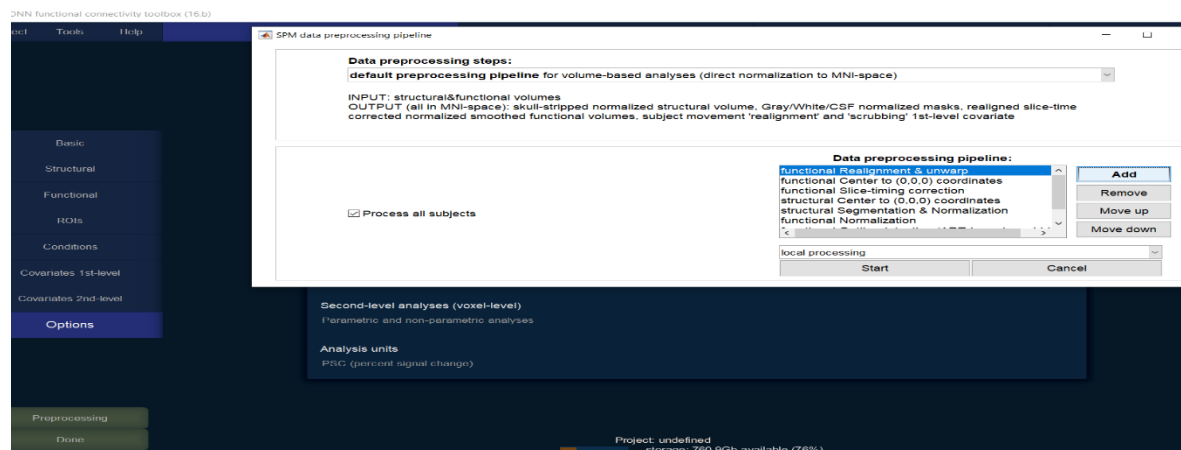 ONN functional connectivity toolbox (16.b)
ect Tools Help
SPM data preprocessing pipeline
Data preprocessing steps:
default preprocessing pipeline for volume-based analyses (direct normalization to MNI-space)
INPUT: structural&functional volumes
OUTPUT (all in MNI-space): skull-stripped normalized structural volume, Gray/White/CSF normalized masks, realigned slice-time
corrected normalized smoothed functional volumes, subject movement 'realignment' and 'scrubbing' 1st-level
covariate
Basic
Structural
Functional
ROIs
Conditions
Covariates 1st-level
Covariates 2nd-level
Options
Preprocessing
Done
Process all subjects
Data preprocessing pipeline:
functional Realignment & unwarp
functional Center to (0,0,0) coordinates
functional Slice-timing correction
structural Center to (0,0,0) coordinates
structural Segmentation & Normalization
functional Normalization
Add
Remove
Move up
Move down
local processing
Start Cancel
Second-level analyses (voxel-level)
Parametric and non-parametric analyses
Analysis units
PSC (percent signal change)
Project: undefined
storage: 760.9Gb available (76%)